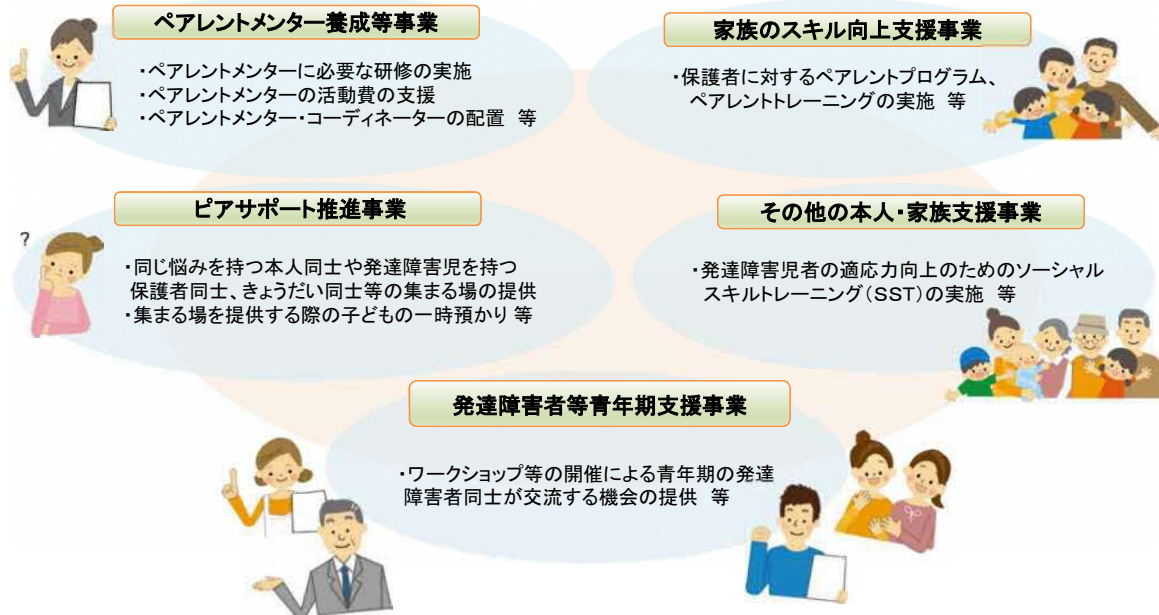 ペアレントメンター養成等事業
・ペアレントメンターに必要な研修の実施
・ペアレントメンターの活動費の支援
・ペアレントメンター・コーディネーターの配置 等
家族のスキル向上支援事業
・保護者に対するペアレントプログラム、
ペアレントトレーニングの実施 等
ピアサポート推進事業
?
・同じ悩みを持つ本人同士や発達障害児を持つ
保護者同士、きょうだい同士等の集まる場の提供
・集まる場を提供する際の子どもの一時預かり 等
その他の本人・家族支援事業
・発達障害児者の適応力向上のためのソーシャル
スキルトレーニング(SST)の実施 等
発達障害者等青年期支援事業
・ワークショップ等の開催による青年期の発達
障害者同士が交流する機会の提供 等